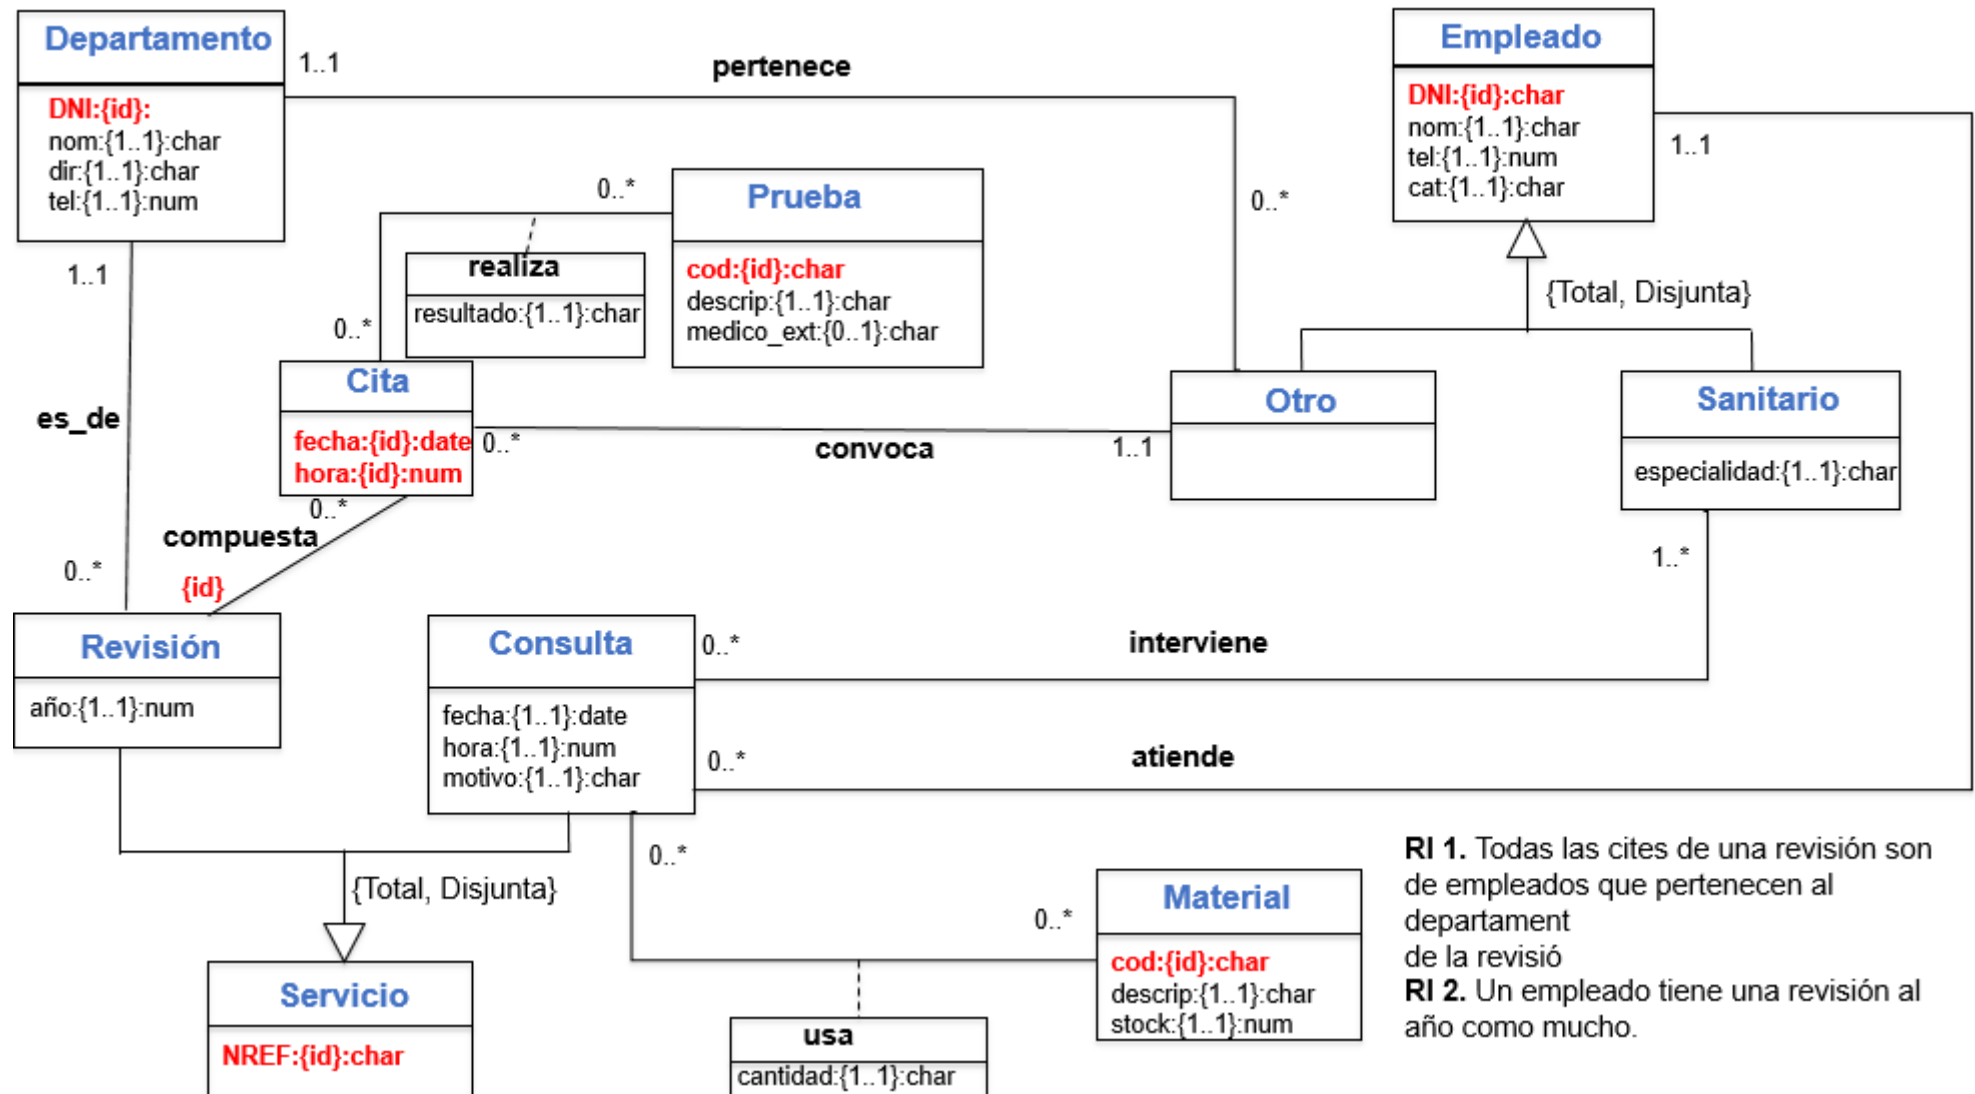 Departamento
DNI:{id}:
nom:{1..1}:char
dir:{1..1}:char
tel:{1..1}:num
1..1
pertenece
0..*
Empleado
DNI:{id}:char
nom:{1..1}:char
tel:{1..1}:num
cat:{1..1}:char
1..1
{Total, Disjunta}
Prueba
cod:{id}:char
descrip:{1..1}:char
medico_ext:{0..1}:char
0..*
realiza
resultado:{1..1}:char
0..*
1..1
es_de
0..*
Cita
fecha:{id}:date
hora:{id}:num
0..*
convoca
1..1
Otro
Sanitario
especialidad:{1..1}:char
1..*
0..*
compuesta
{id}
Revisión
año:{1..1}:num
Consulta
fecha:{1..1}:date
hora:{1..1}:num
motivo:{1..1}:char
0..*
interviene
0..*
atiende
0..*
{Total, Disjunta}
Servicio
NREF:{id}:char
0..*
Material
cod:{id}:char
descrip:{1..1}:char
stock:{1..1}:num
usa
cantidad:{1..1}:char
RI 1. Todas las cites de una revisión son
de empleados que pertenecen al
departament
de la revisió
RI 2. Un empleado tiene una revisión al
año como mucho.